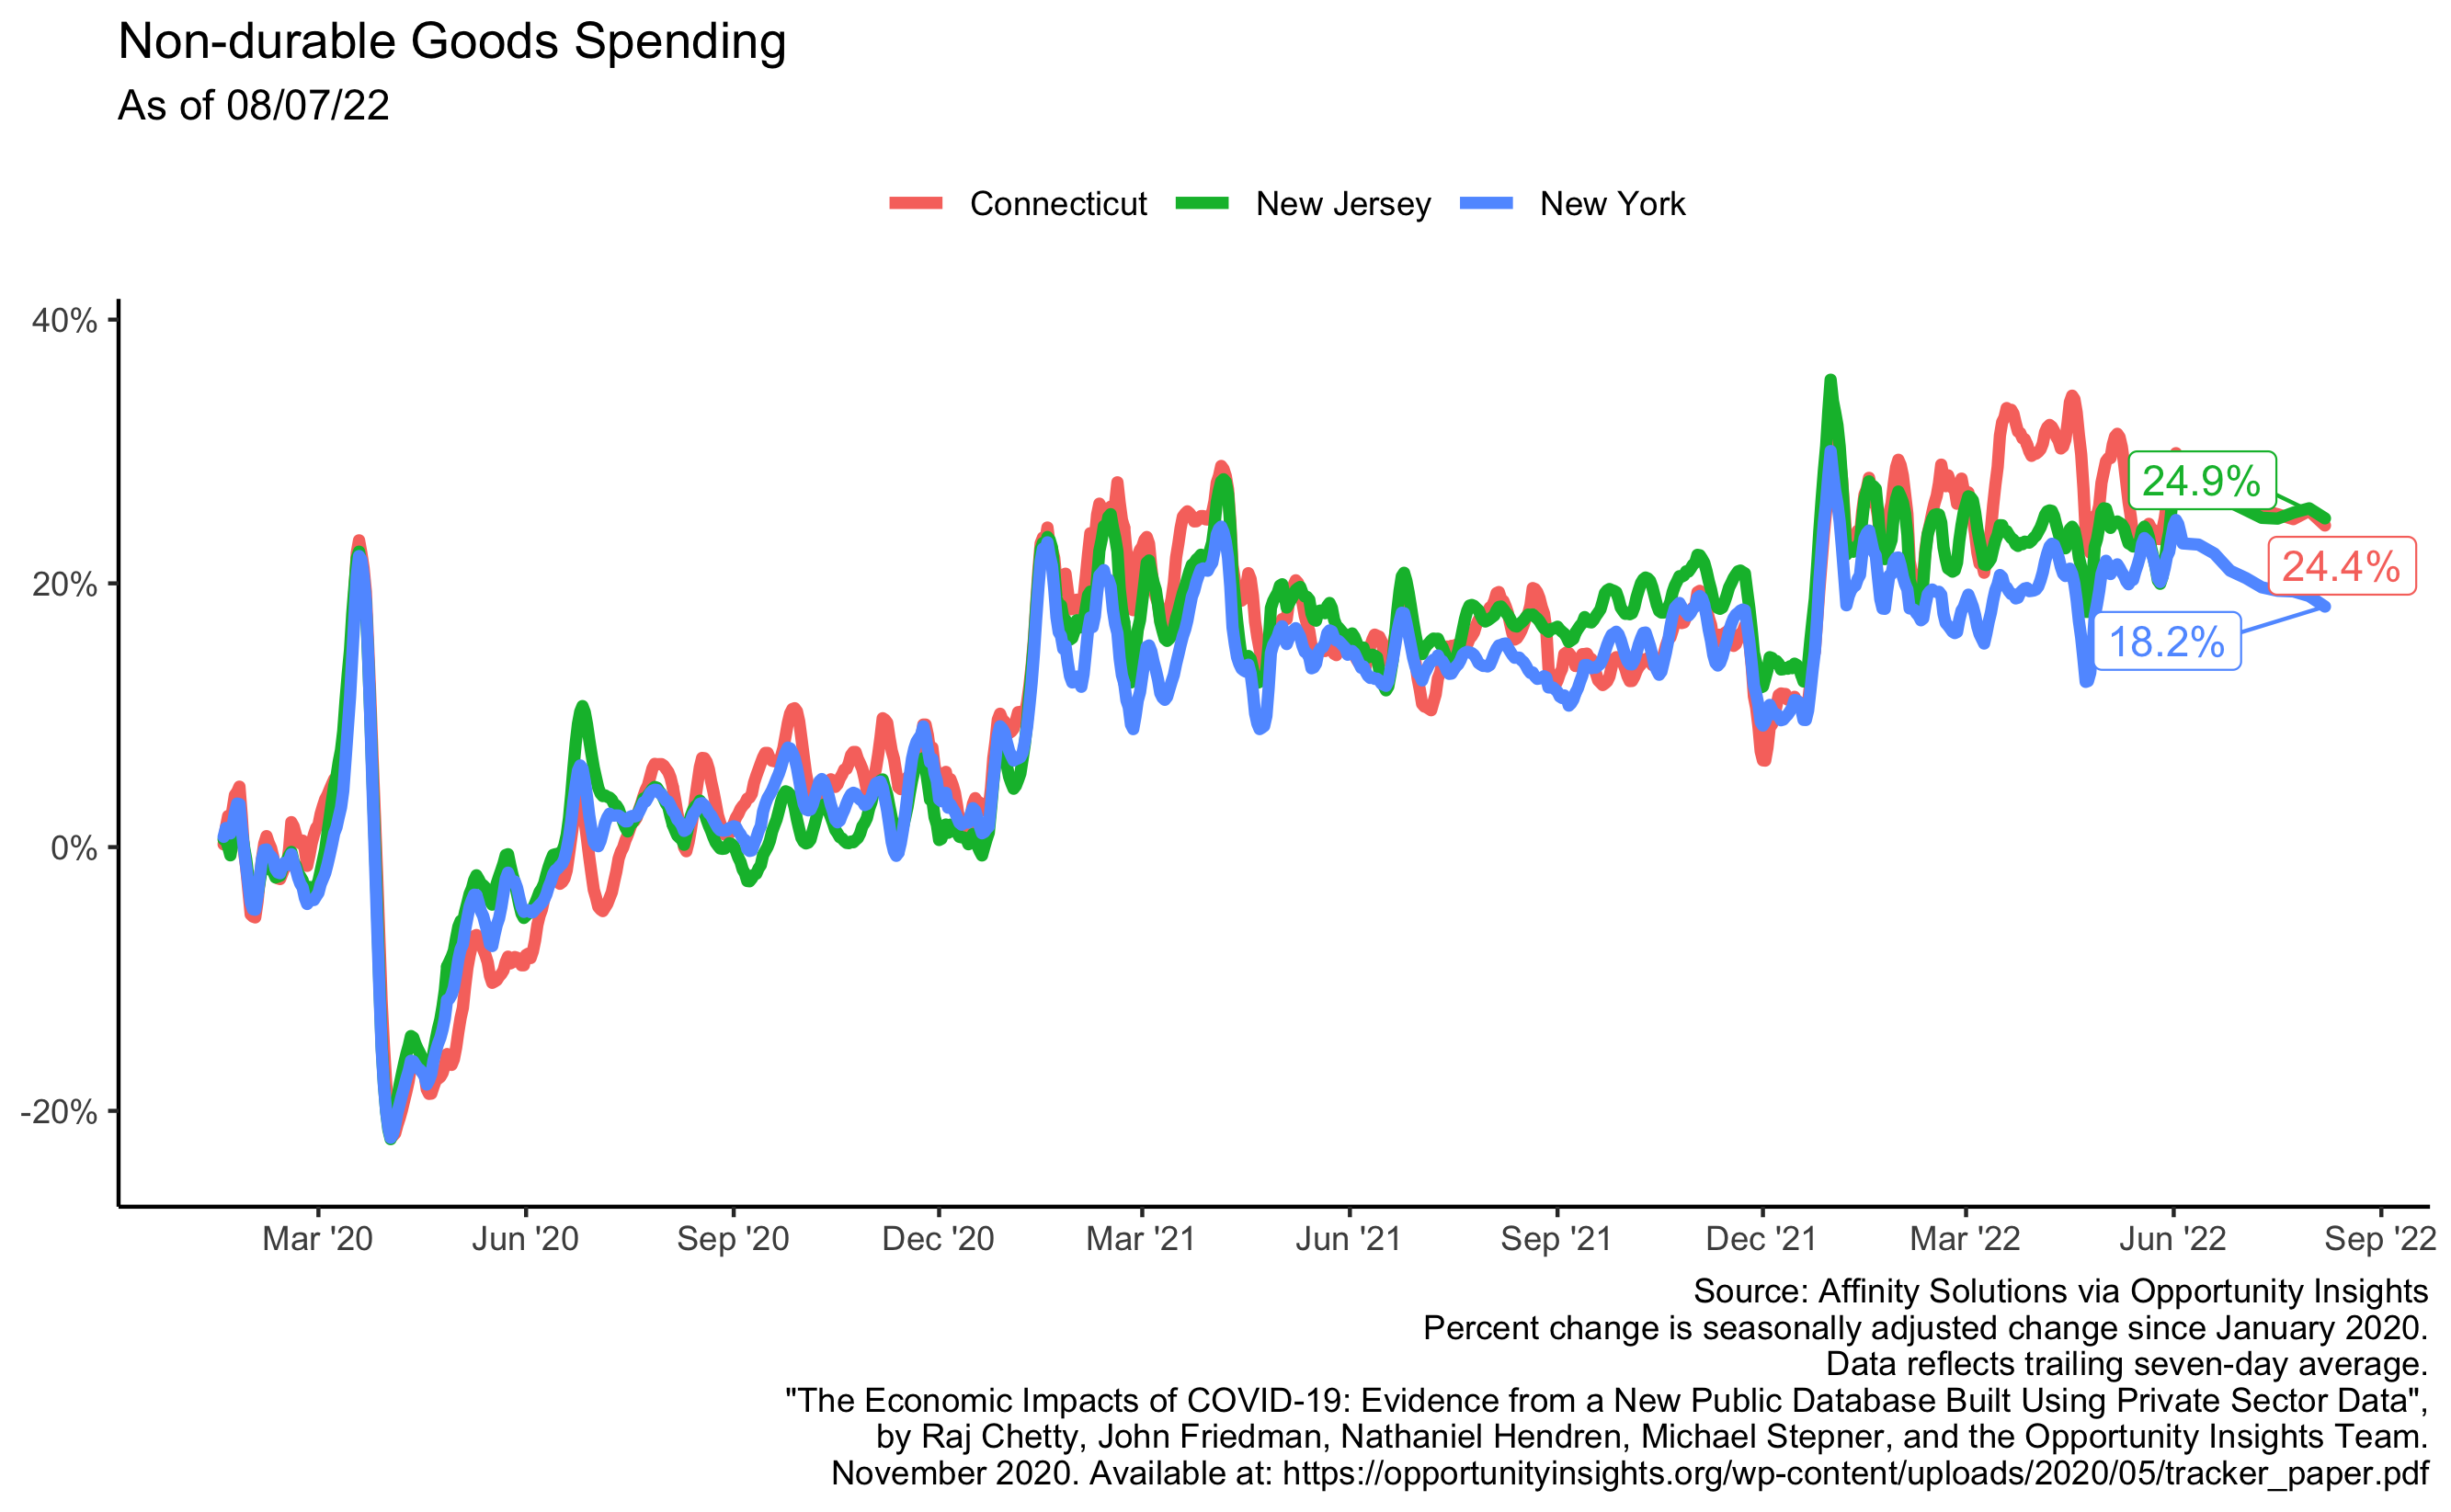 Non-durable Goods Spending
As of 08/07/22
Connecticut New Jersey New York
40%
20%
0%
-20%
24.9%
24.4%
18.2%
Mar '20 Jun '20 Sep '20 Dec '20 Mar '21 Jun '21 Sep '21 Dec '21 Mar '22 Jun '22 Sep '22
Source: Affinity Solutions via Opportunity Insights
Percent change is seasonally adjusted change since January 2020.
Data reflects trailing seven-day average.
"The Economic Impacts of COVID-19: Evidence from a New Public Database Built Using Private Sector Data",
by Raj Chetty, John Friedman, Nathaniel Hendren, Michael Stepner, and the Opportunity Insights Team.
November 2020. Available at: https://opportunityinsights.org/wp-content/uploads/2020/05/tracker_paper.pdf